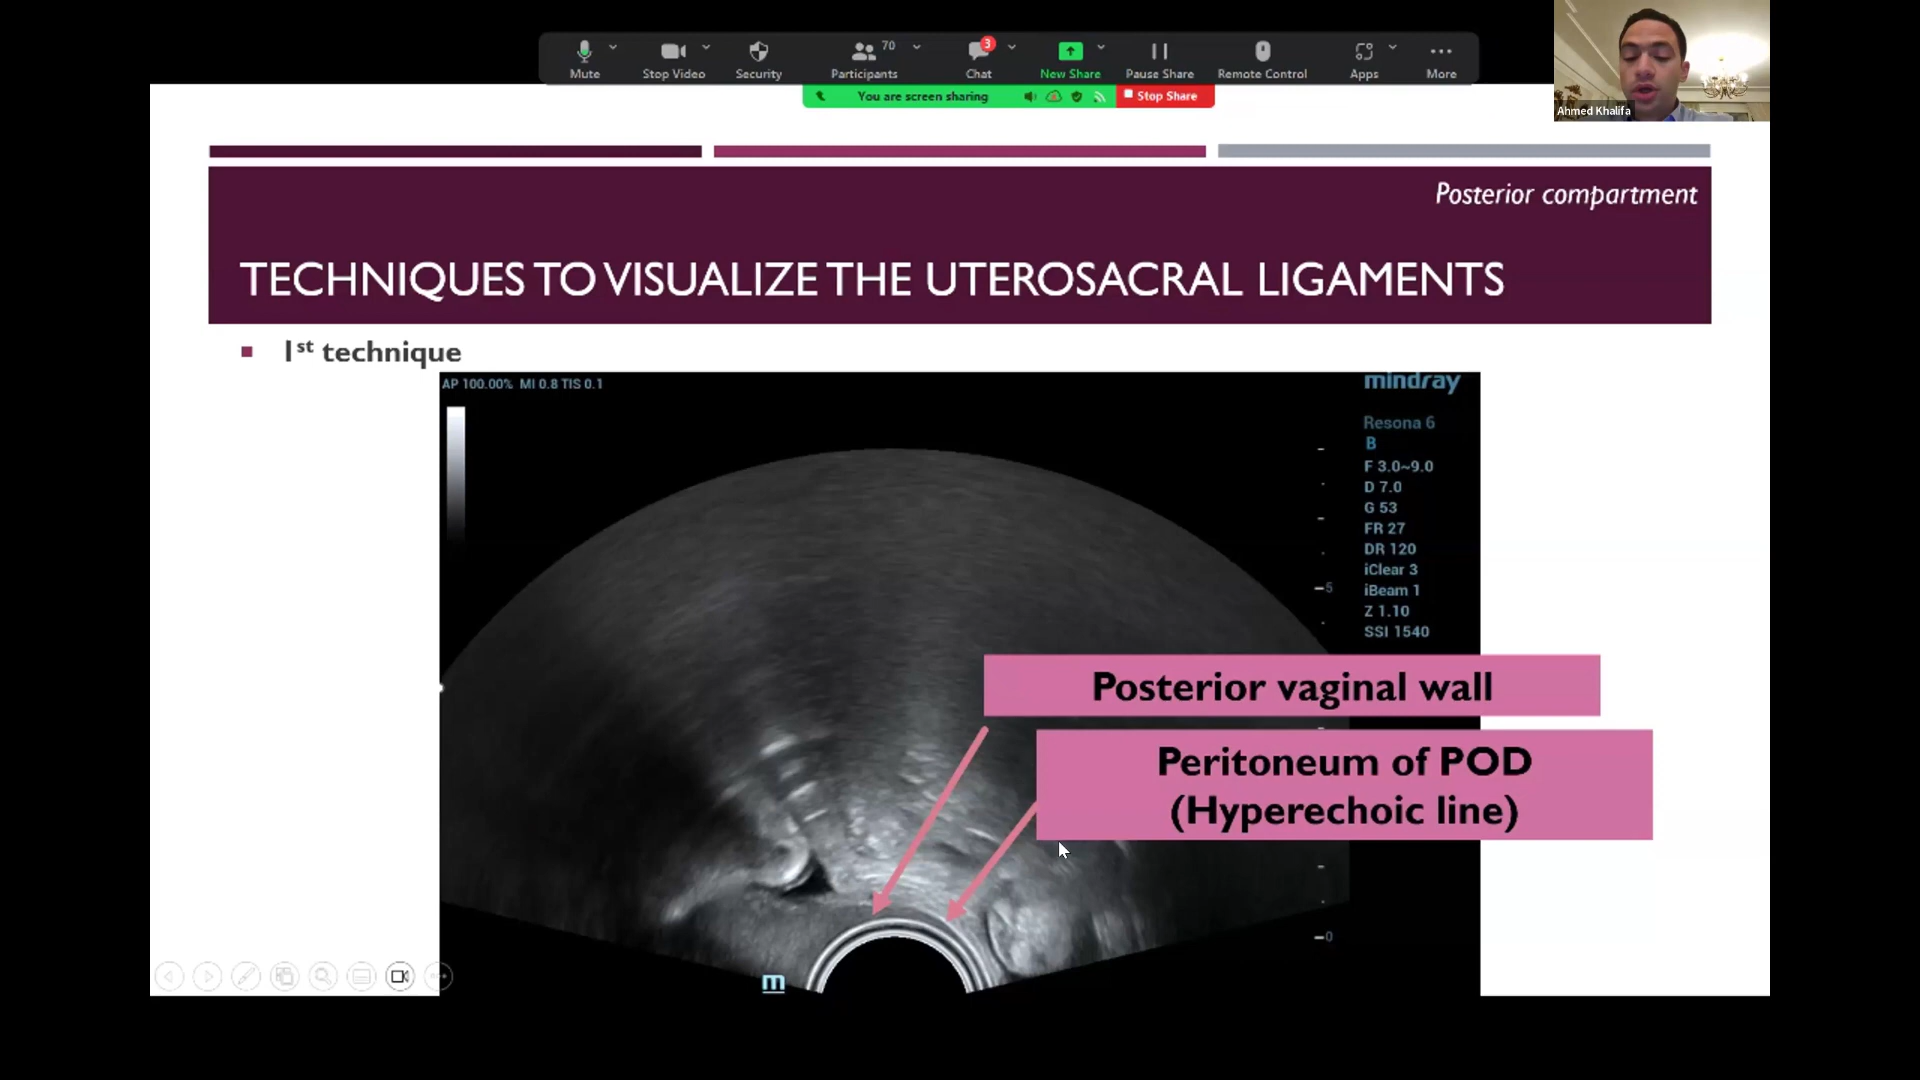 Mute
Stop Video
Security
Participants
70
Chat
3
New Share
Pause Share
Remote Control
Apps
More
You are screen sharing
Stop Share
Ahmed Khalifa
Posterior compartment
TECHNIQUES TO VISUALIZE THE UTEROSACRAL LIGAMENTS
1st technique
AP 100.00% MI 0.8 TIS 0.1
mindray
Resona 6
B
F 3.0~9.0
D 7.0
G 53
FR 27
DR 120
iClear 3
iBeam 1
Z 1.10
SSI 1540
5
Posterior vaginal wall
Peritoneum of POD
(Hyperechoic line)
0
m